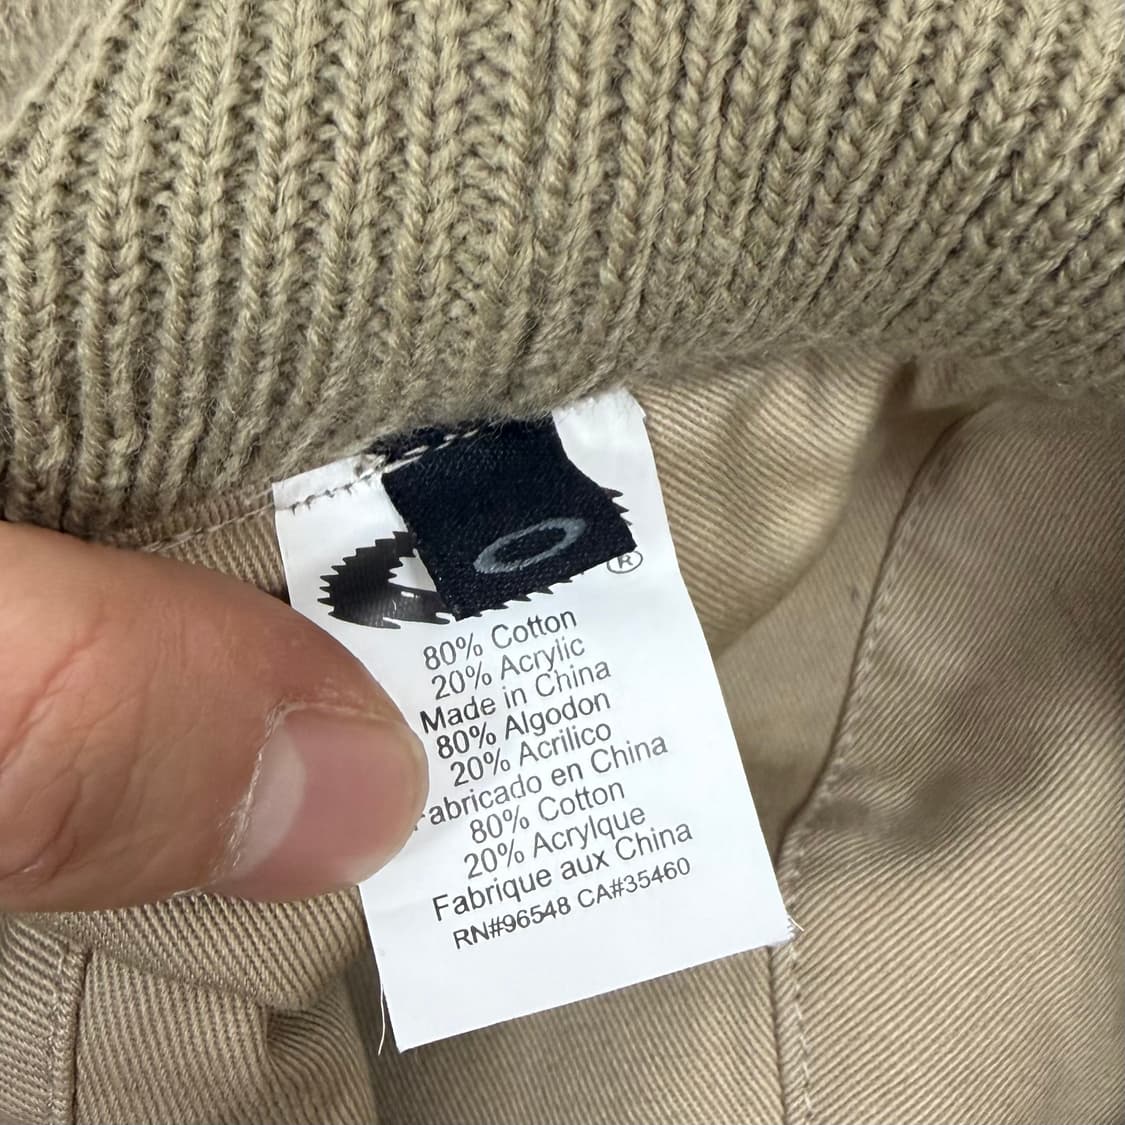 ®
80% Cotton
20% Acrylic
Made in China
80% Algodon
20% Acrilico
Fabricado en China
80% Cotton
20% Acrylque
Fabrique aux China
RN#96548 CA#35460